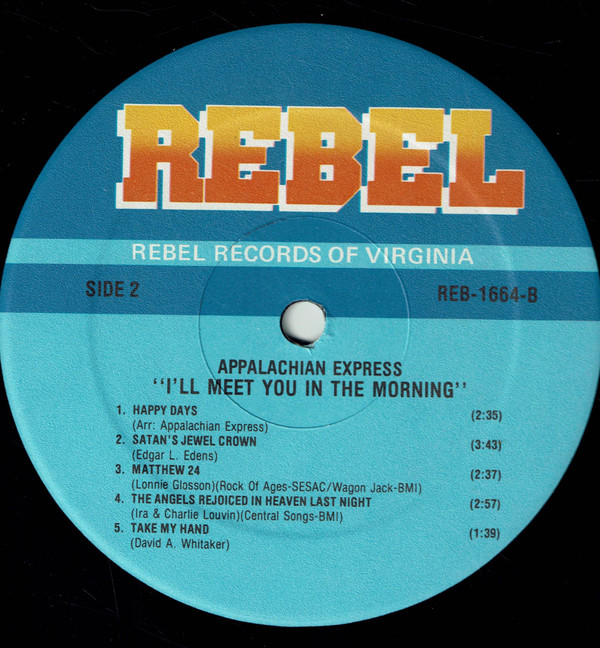 REBEL
REBEL RECORDS OF VIRGINIA
SIDE 2 REB-1664-B
APPALACHIAN EXPRESS
"I'LL MEET YOU IN THE MORNING"
1. HAPPY DAYS (2:35)
(Arr: Appalachian Express)
2. SATAN'S JEWEL CROWN (3:43)
(Edgar L. Edens)
3. MATTHEW 24 (2:37)
(Lonnie Glosson)(Rock Of Ages-SESAC/Wagon Jack-BMI)
4. THE ANGELS REJOICED IN HEAVEN LAST NIGHT (2:57)
(Ira & Charlie Louvin)(Central Songs-BMI)
5. TAKE MY HAND (1:39)
(David A. Whitaker)